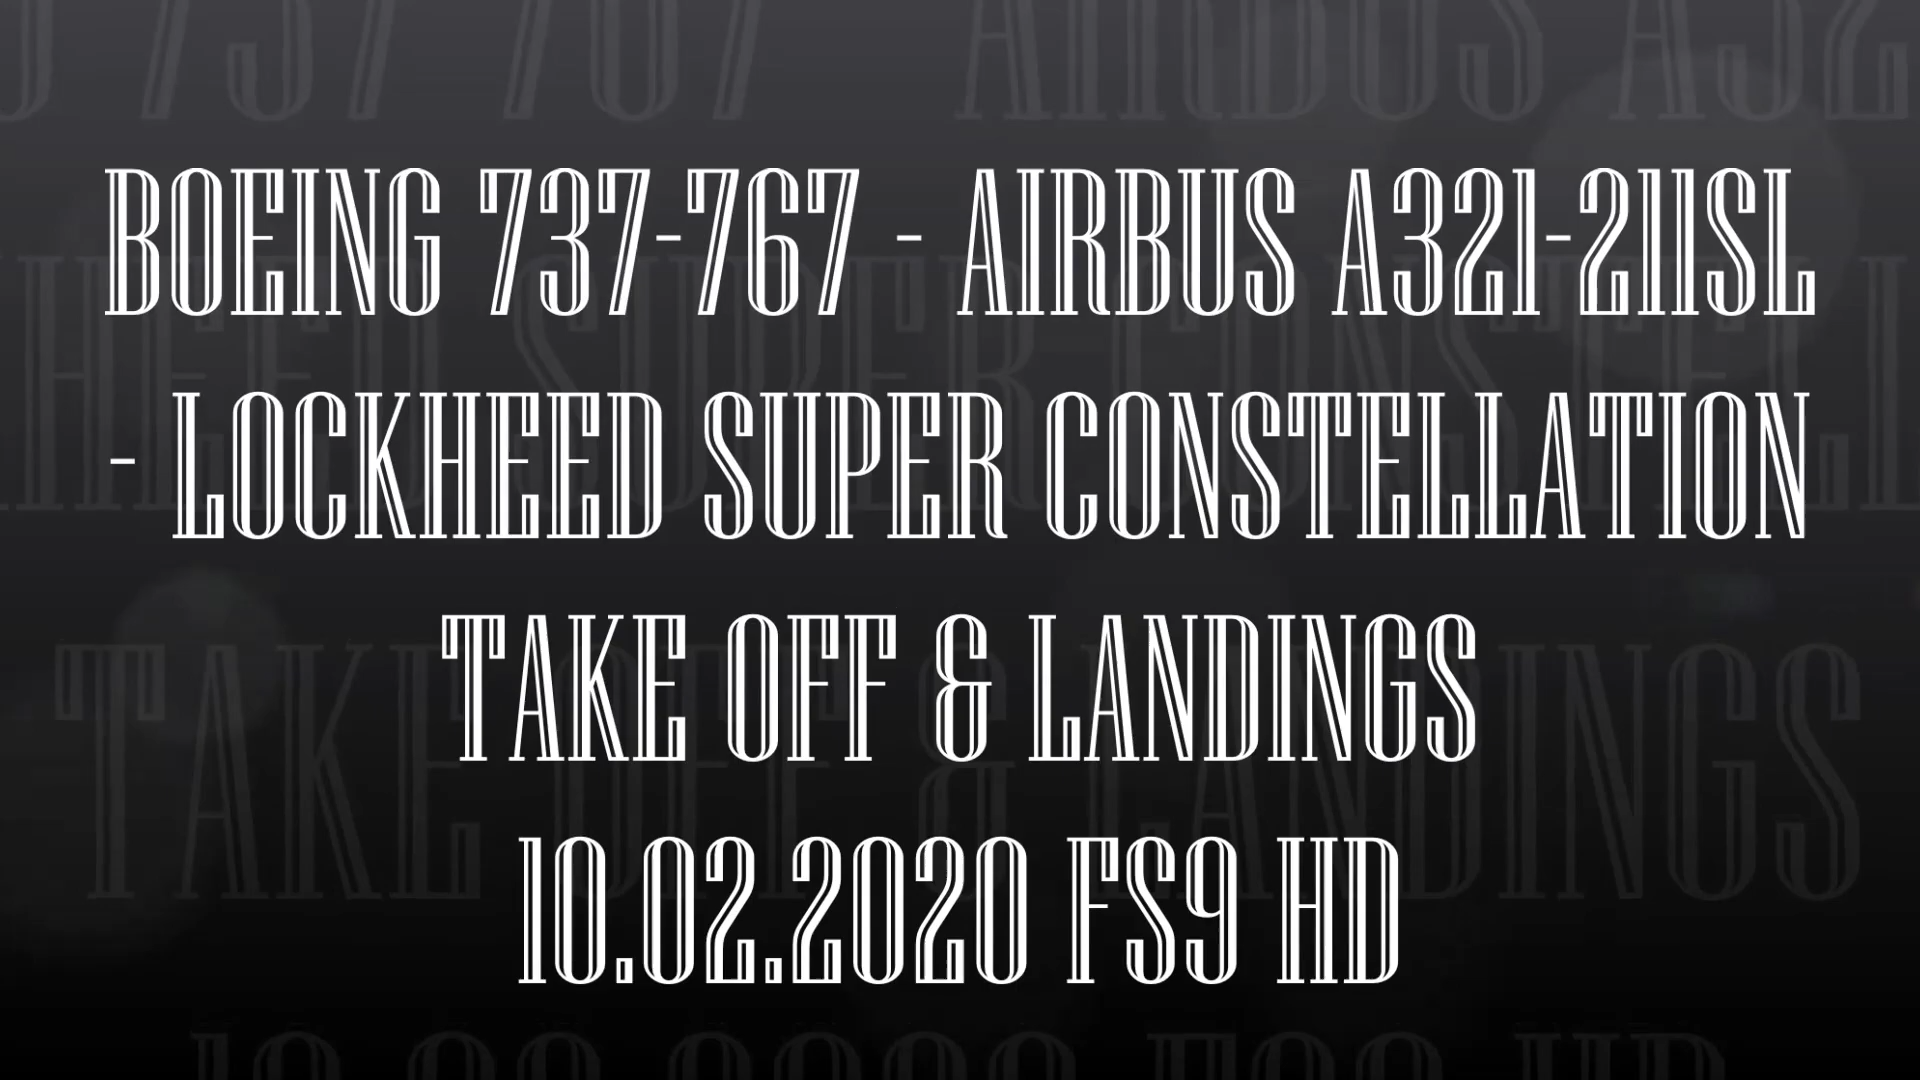 BOEING 737-767 - AIRBUS A321-211SL
- LOCKHEED SUPER CONSTELLATION
TAKE OFF & LANDINGS
10.02.2020 FS9 HD